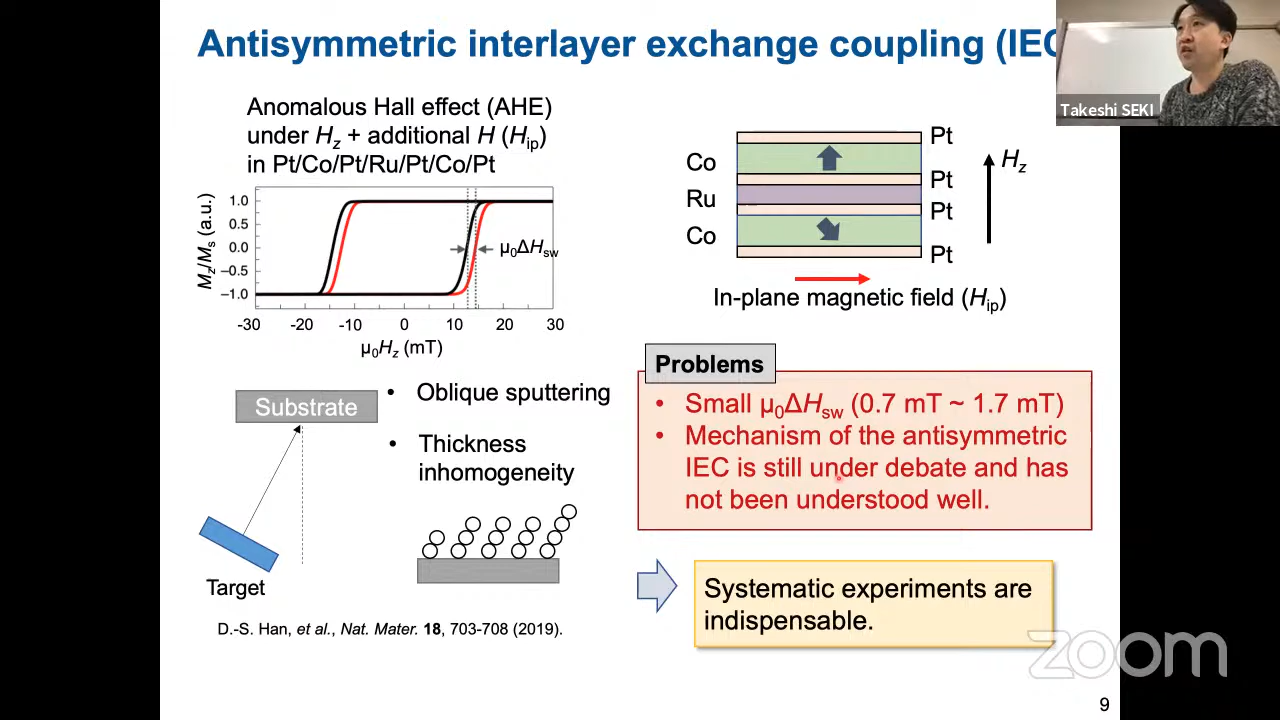 Antisymmetric interlayer exchange coupling (IEC
Takeshi SEKI
Anomalous Hall effect (AHE)
under Hz + additional H (Hip)
in Pt/Co/Pt/Ru/Pt/Co/Pt
Mz/Ms (a.u.)
1.0
0.5
0.0
−0.5
−1.0
μ0ΔHsw
-30 -20 -10 0 10 20 30
μ0Hz (mT)
Co
Ru
Co
Pt
Pt
Pt
Pt
Hz
In-plane magnetic field (Hip)
Substrate
Target
• Oblique sputtering
• Thickness
inhomogeneity
D.-S. Han, et al., Nat. Mater. 18, 703-708 (2019).
Problems
• Small μ0ΔHsw (0.7 mT ~ 1.7 mT)
• Mechanism of the antisymmetric
IEC is still under debate and has
not been understood well.
Systematic experiments are
indispensable.
zoom
9